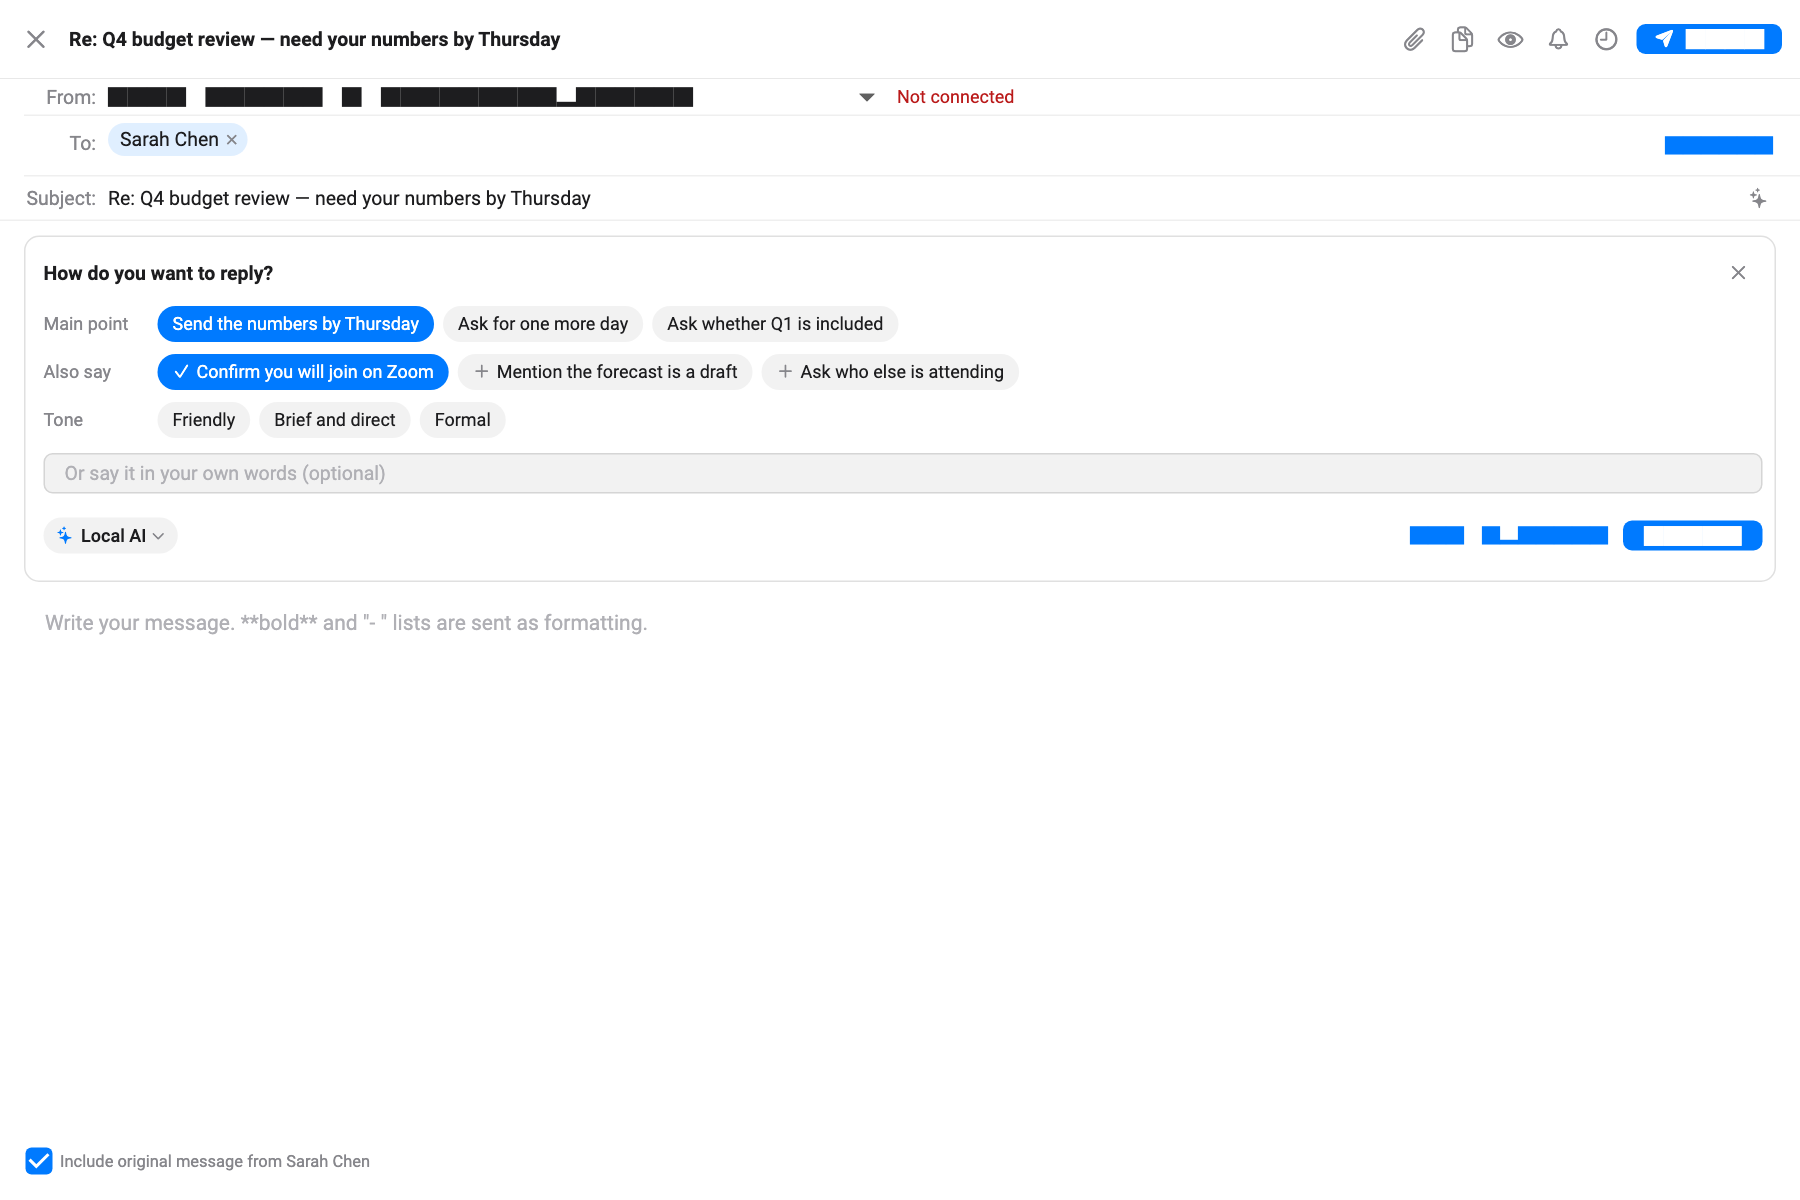 Re: Q4 budget review — need your numbers by Thursday
From:
Not connected
To: Sarah Chen
Subject: Re: Q4 budget review — need your numbers by Thursday
How do you want to reply?
Main point Send the numbers by Thursday Ask for one more day Ask whether Q1 is included
Also say Confirm you will join on Zoom Mention the forecast is a draft Ask who else is attending
Tone Friendly Brief and direct Formal
Or say it in your own words (optional)
Local AI
Write your message. **bold** and "- " lists are sent as formatting.
Include original message from Sarah Chen